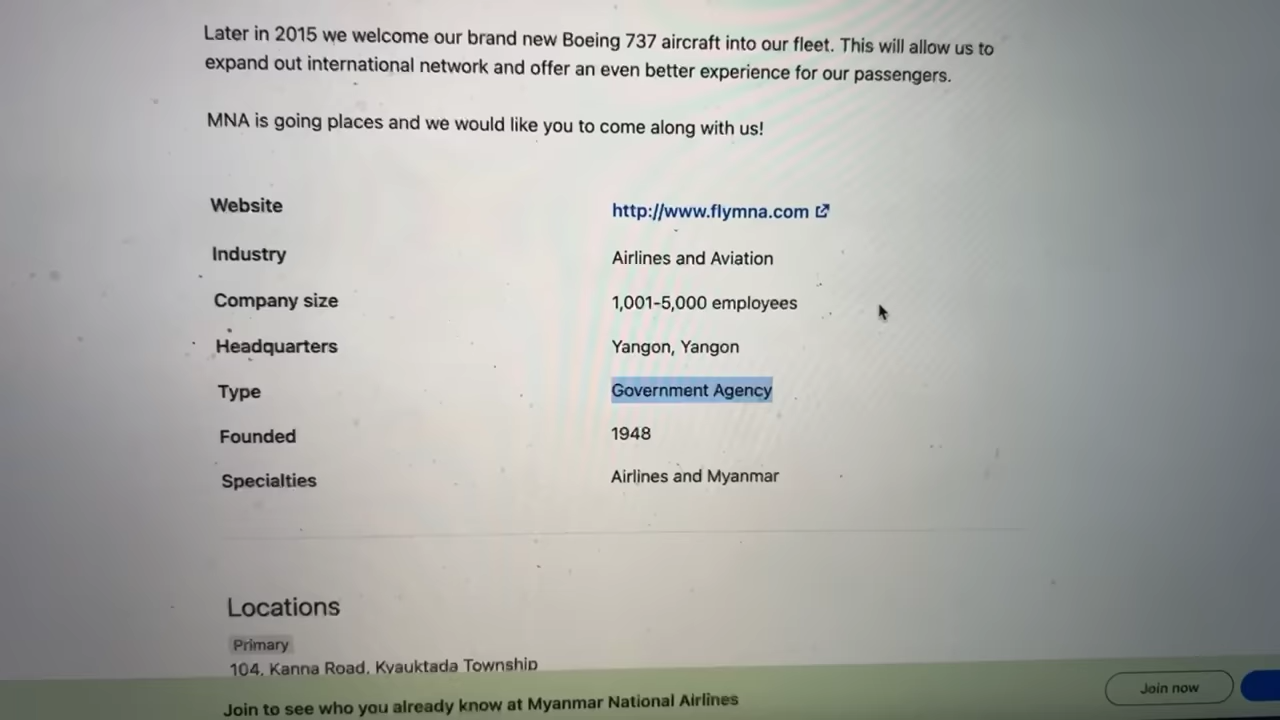 Later in 2015 we welcome our brand new Boeing 737 aircraft into our fleet. This will allow us to
expand out international network and offer an even better experience for our passengers.
MNA is going places and we would like you to come along with us!
Website http://www.flymna.com
Industry Airlines and Aviation
Company size 1,001-5,000 employees
Headquarters Yangon, Yangon
Type Government Agency
Founded 1948
Specialties Airlines and Myanmar
Locations
Primary
104, Kanna Road, Kyauktada Township
Join to see who you already know at Myanmar National Airlines
Join now